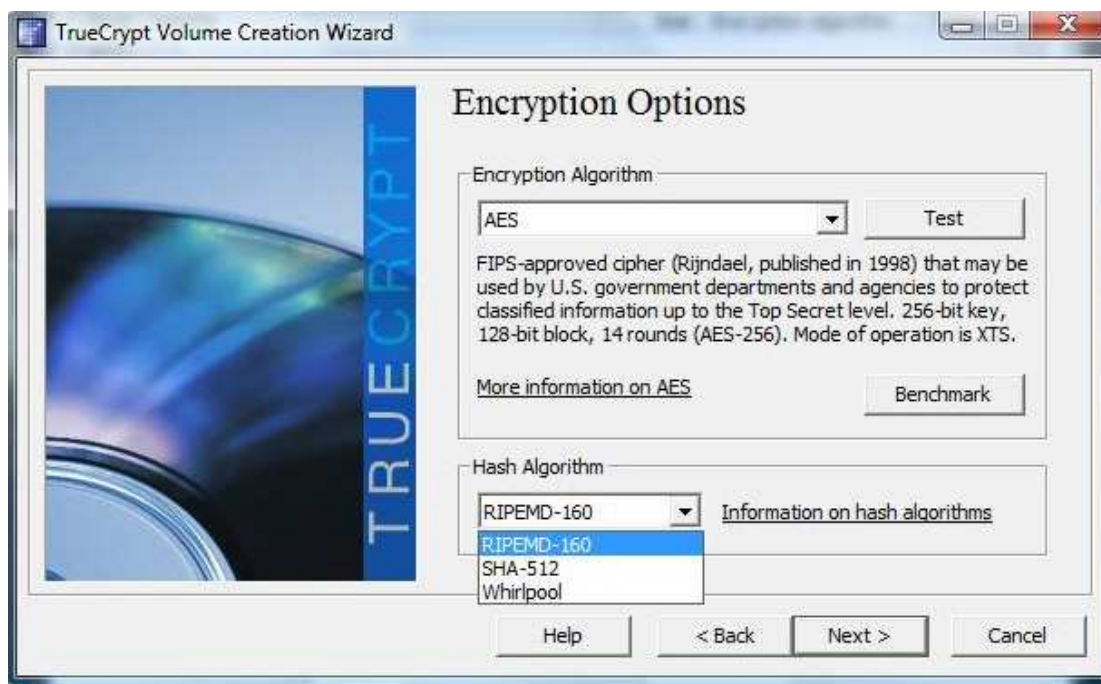 TrueCrypt Volume Creation Wizard
TRUECRYPT
Encryption Options
Encryption Algorithm
AES
Test
FIPS-approved cipher (Rijndael, published in 1998) that may be
used by U.S. government departments and agencies to protect
classified information up to the Top Secret level. 256-bit key,
128-bit block, 14 rounds (AES-256). Mode of operation is XTS.
More information on AES
Benchmark
Hash Algorithm
RIPEMD-160
Information on hash algorithms
RIPEMD-160
SHA-512
Whirlpool
Help
< Back
Next >
Cancel